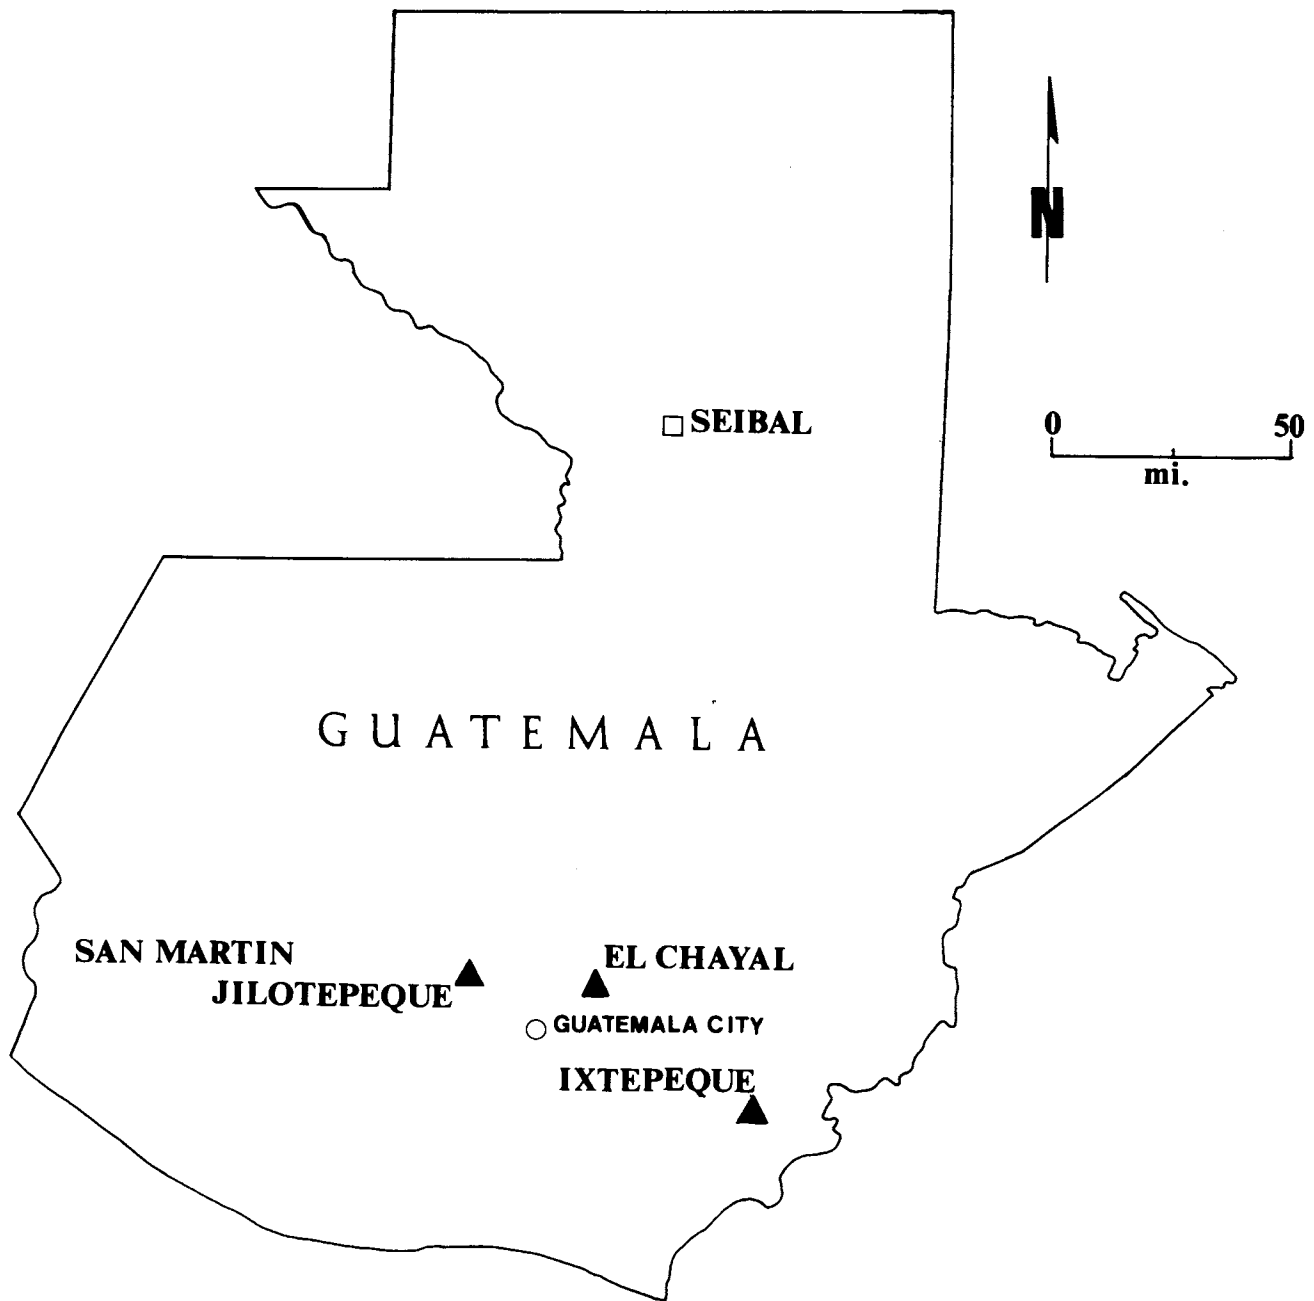 N
SEIBAL
0 50
mi.
GUATEMALA
SAN MARTIN
JILOTEPEQUE
EL CHAYAL
GUATEMALA CITY
IXTEPEQUE